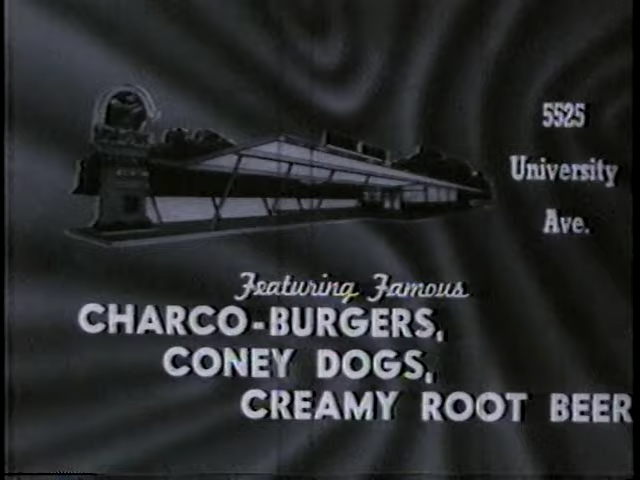 5525
University
Ave.
Featuring Famous
CHARCO-BURGERS,
CONEY DOGS,
CREAMY ROOT BEER